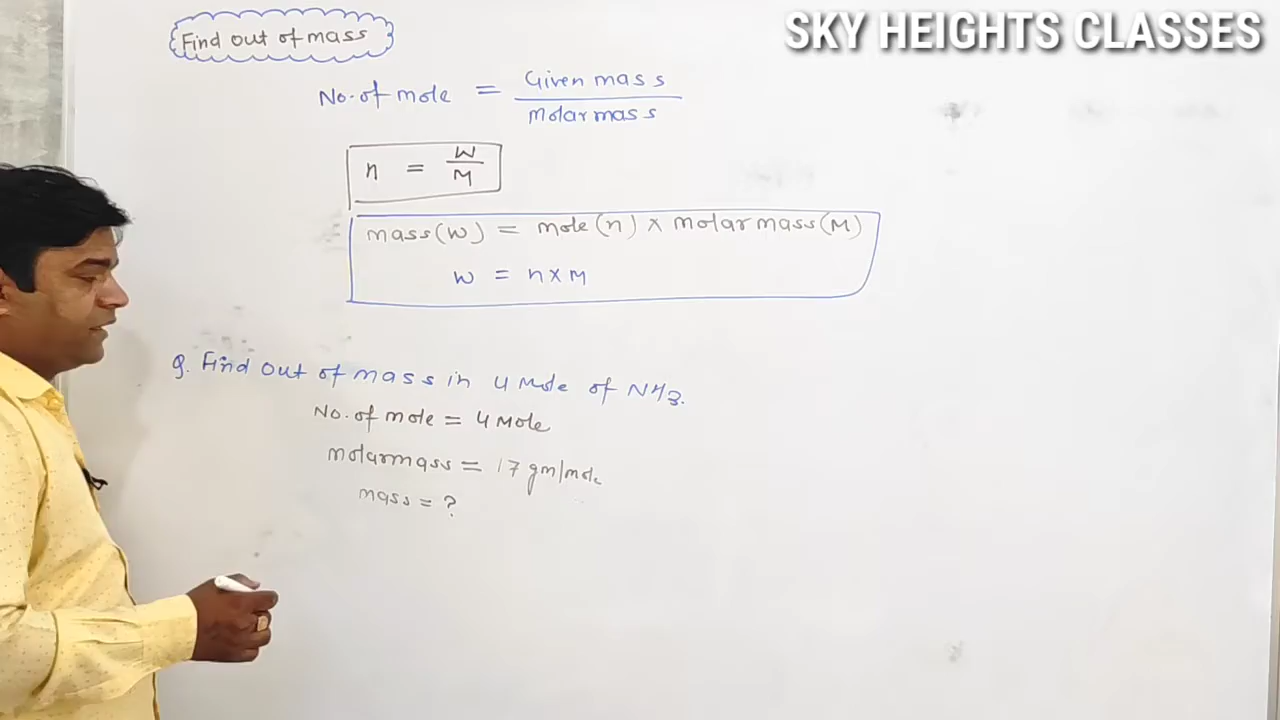 SKY HEIGHTS CLASSES
Find out of mass
No. of mole = Given mass / Molar mass
n = W / M
mass (W) = mole (n) × molar mass (M)
W = n × M
Q. Find out of mass in 4 Mole of NH3.
No. of mole = 4 Mole
molar mass = 17 gm/mole
mass = ?